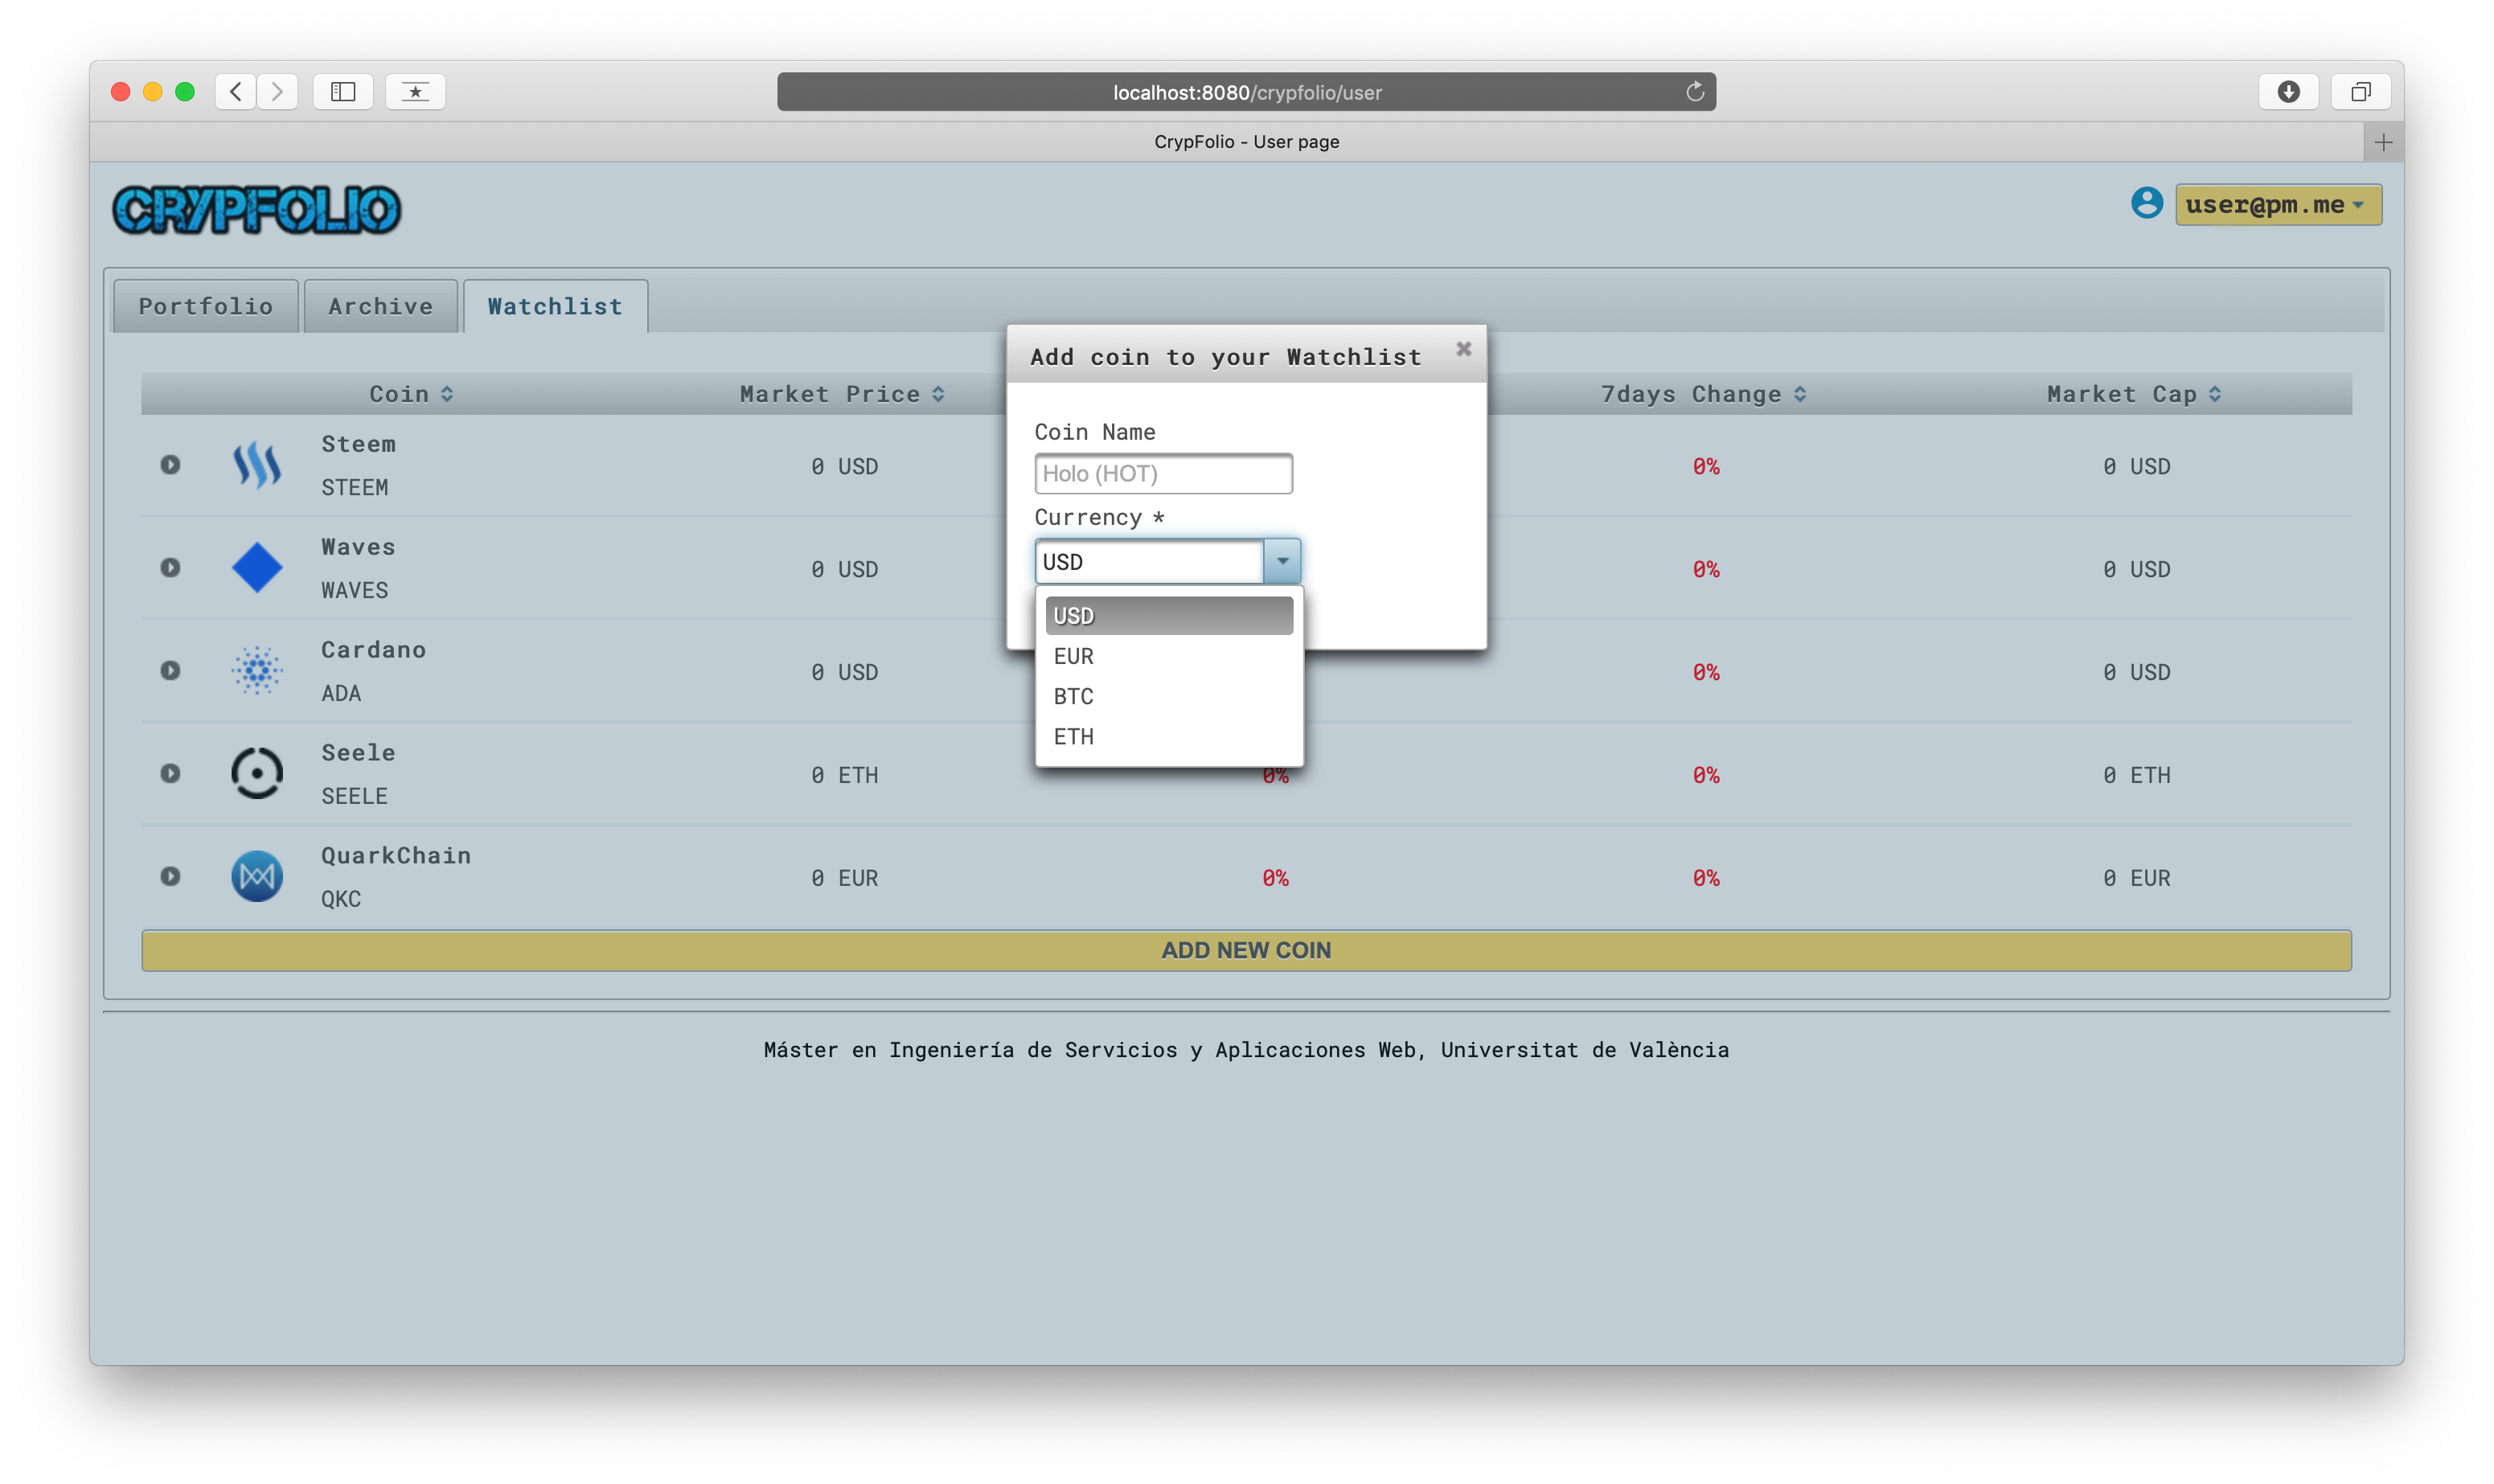 localhost:8080/crypfolio/user
CrypFolio - User page
CRYPFOLIO
user@pm.me
Portfolio Archive Watchlist
Add coin to your Watchlist
Coin Market Price 7days Change Market Cap
Coin Name
Holo (HOT)
Currency *
USD
USD
EUR
BTC
ETH
Steem
STEEM
0 USD 0% 0 USD
Waves
WAVES
0 USD 0% 0 USD
Cardano
ADA
0 USD 0% 0 USD
Seele
SEELE
0 ETH 0% 0% 0 ETH
QuarkChain
QKC
0 EUR 0% 0% 0 EUR
ADD NEW COIN
Máster en Ingeniería de Servicios y Aplicaciones Web, Universitat de València